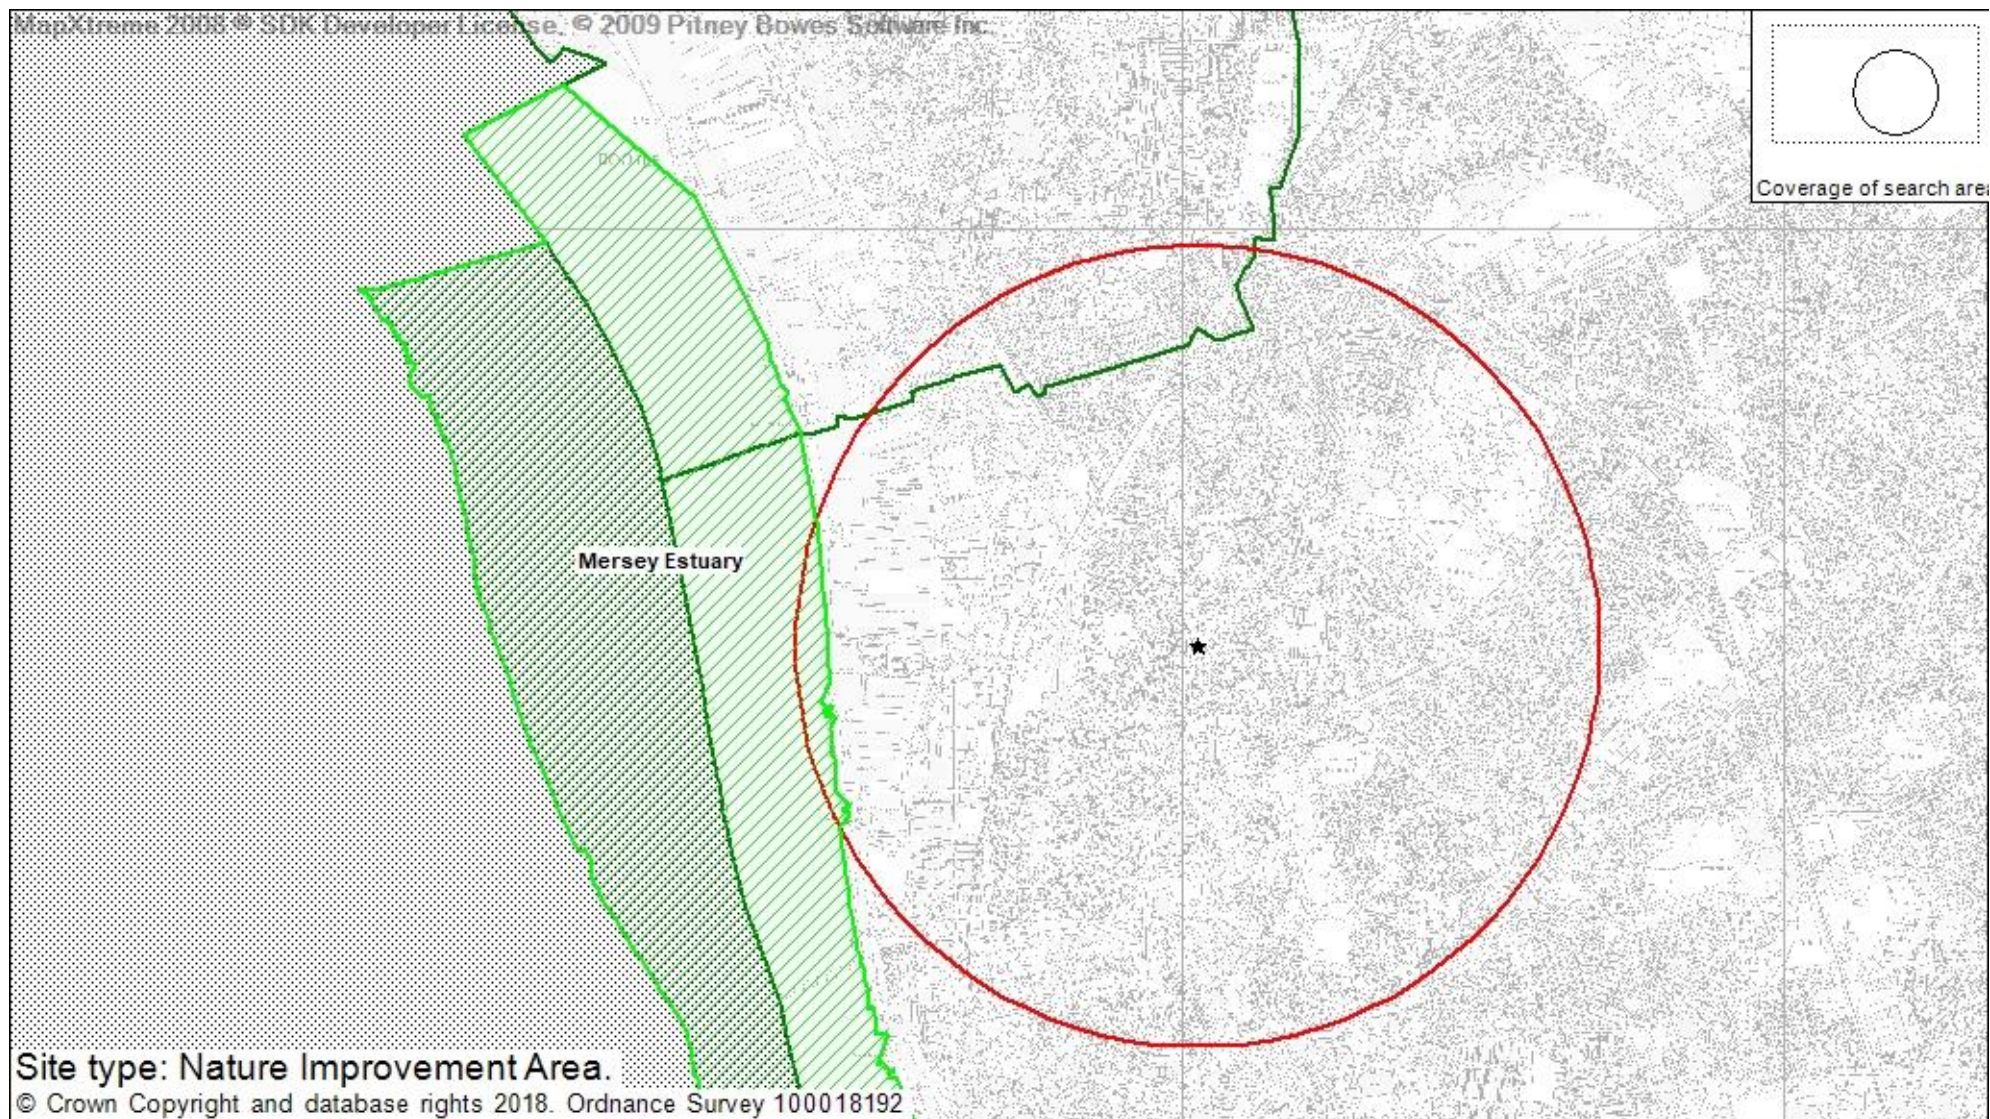 MapXtreme 2008 ® SDK Developer License. © 2009 Pitney Bowes Software Inc.
Coverage of search area
BOOTLE
Mersey Estuary
Site type: Nature Improvement Area.
© Crown Copyright and database rights 2018. Ordnance Survey 100018192